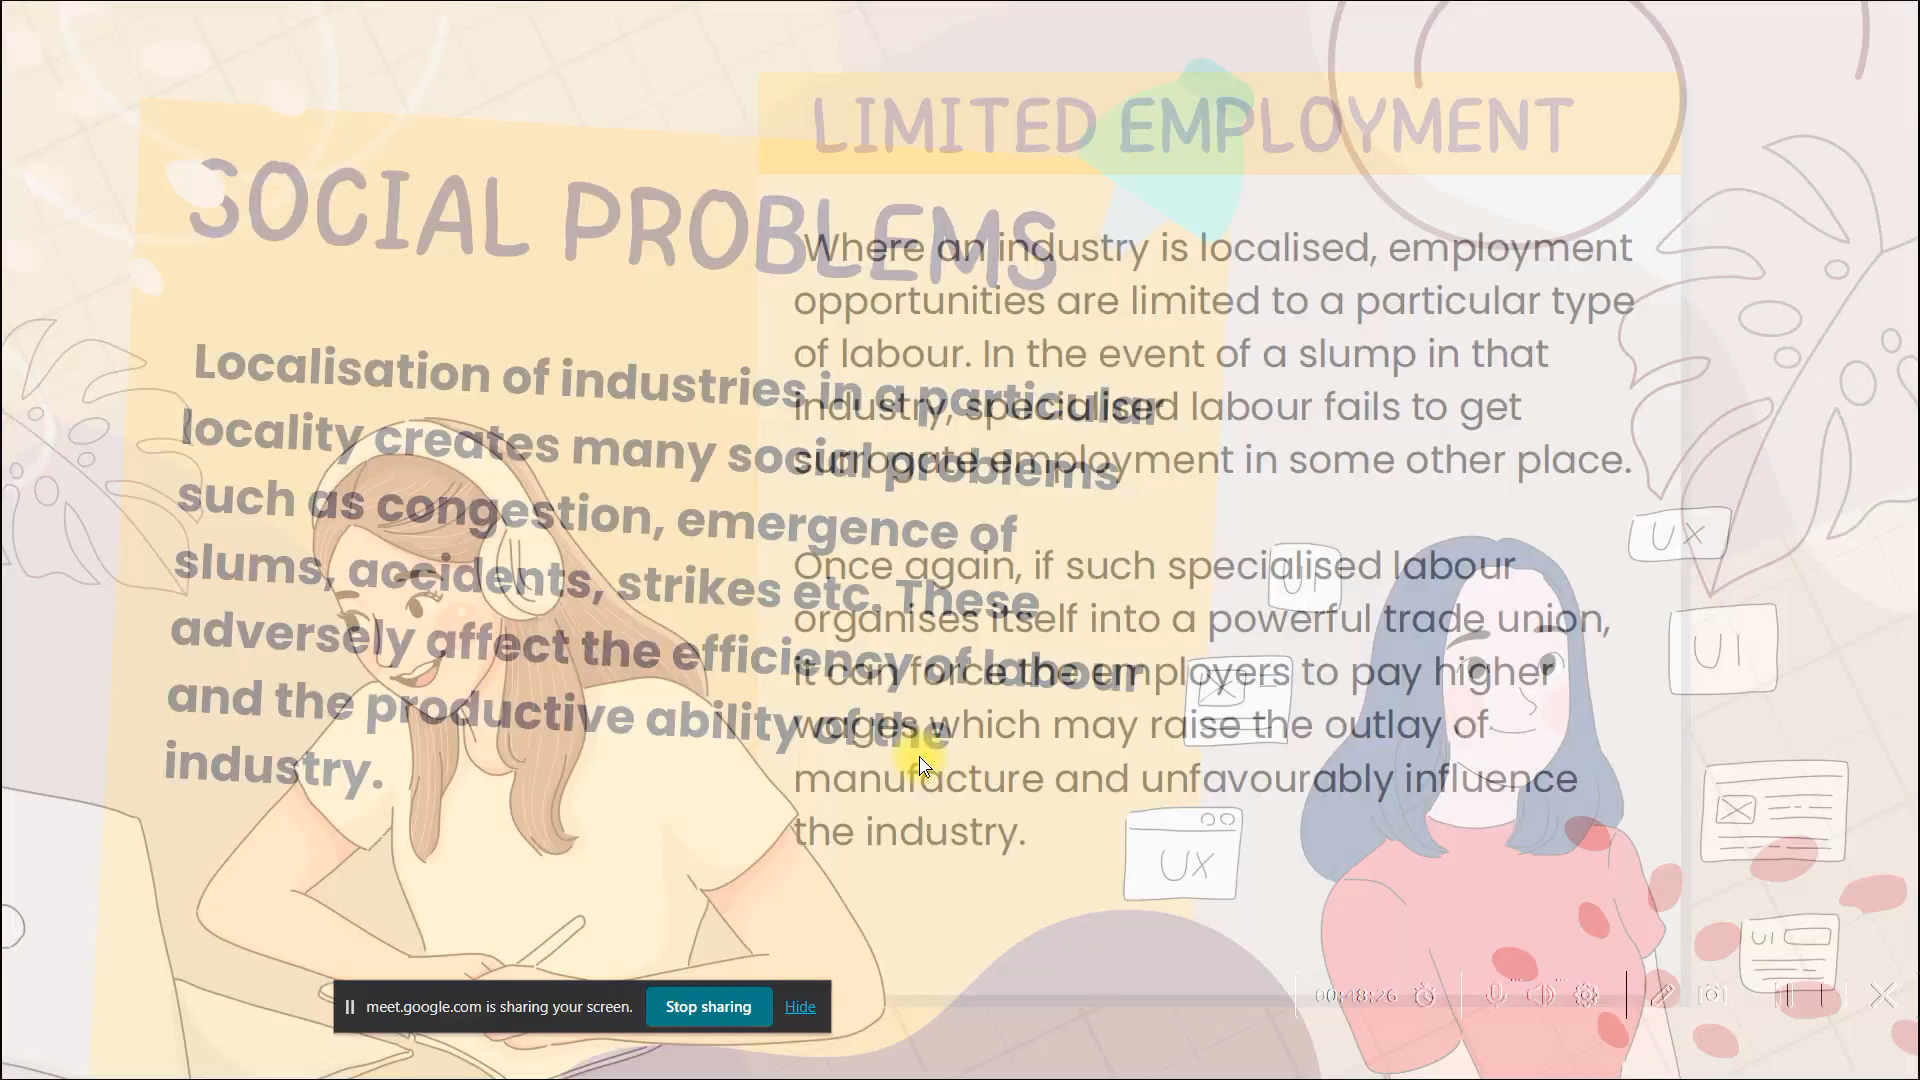 SOCIAL PROBLEMS
Localisation of industries in a particular
locality creates many social problems
such as congestion, emergence of
slums, accidents, strikes etc. These
adversely affect the efficiency of labour
and the productive ability of the
industry.
LIMITED EMPLOYMENT
Where an industry is localised, employment
opportunities are limited to a particular type
of labour. In the event of a slump in that
industry, specialised labour fails to get
surrogate employment in some other place.
Once again, if such specialised labour
organises itself into a powerful trade union,
it can force the employers to pay higher
wages which may raise the outlay of
manufacture and unfavourably influence
the industry.
UX
UI
UI
UX
UI
meet.google.com is sharing your screen. Stop sharing Hide
00:48:26